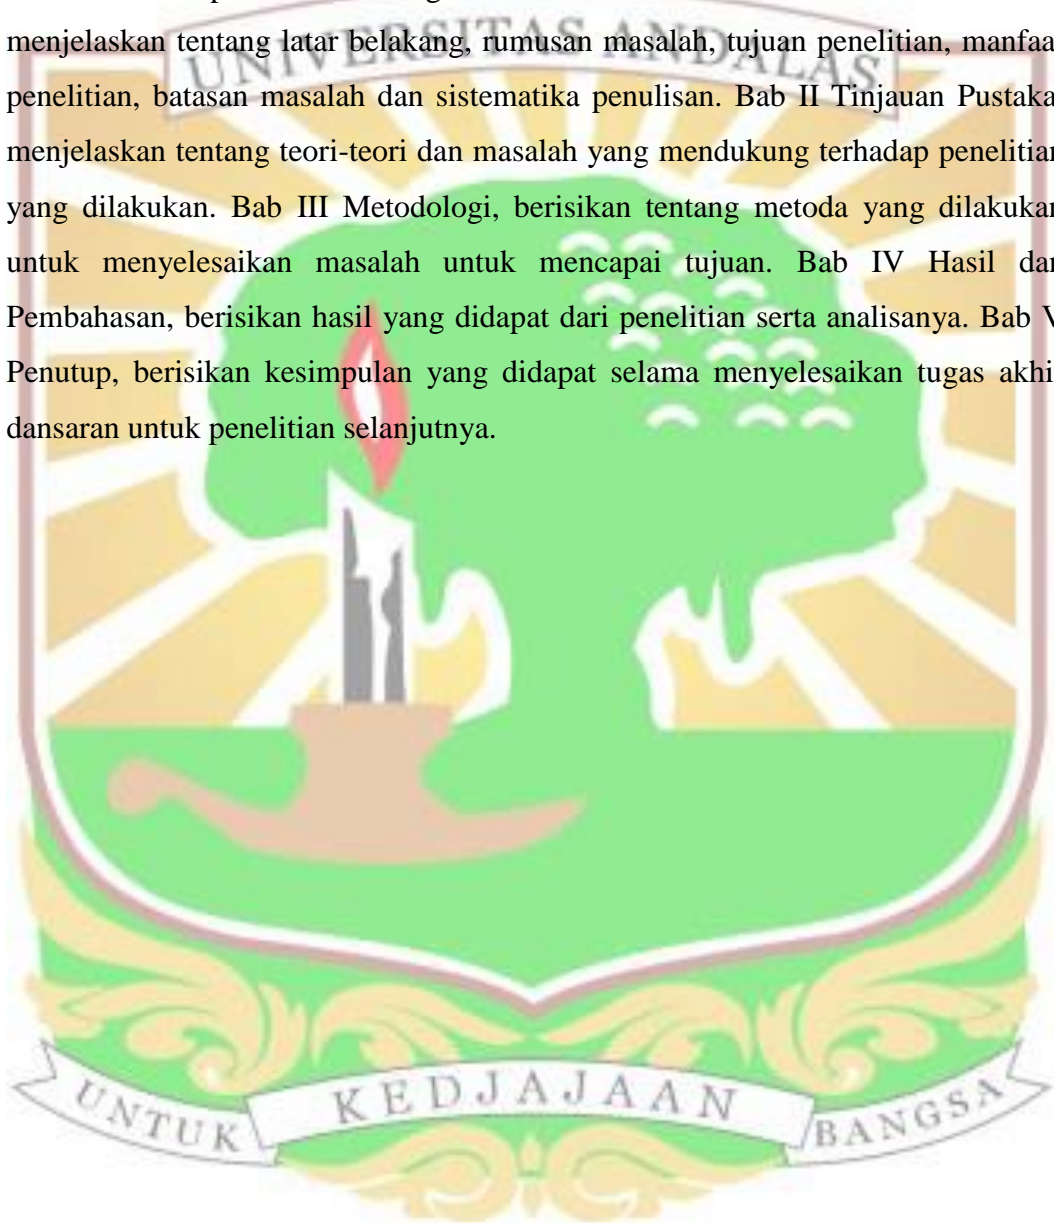 menjelaskan tentang latar belakang, rumusan masalah, tujuan penelitian, manfaa
UNIVERSITAS ANDALAS
penelitian, batasan masalah dan sistematika penulisan. Bab II Tinjauan Pustaka
menjelaskan tentang teori-teori dan masalah yang mendukung terhadap penelitian
yang dilakukan. Bab III Metodologi, berisikan tentang metoda yang dilakukan
untuk menyelesaikan masalah untuk mencapai tujuan. Bab IV Hasil dan
Pembahasan, berisikan hasil yang didapat dari penelitian serta analisanya. Bab V
Penutup, berisikan kesimpulan yang didapat selama menyelesaikan tugas akhi
dansaran untuk penelitian selanjutnya.
UNTUK KEDJAJAAN BANGSA